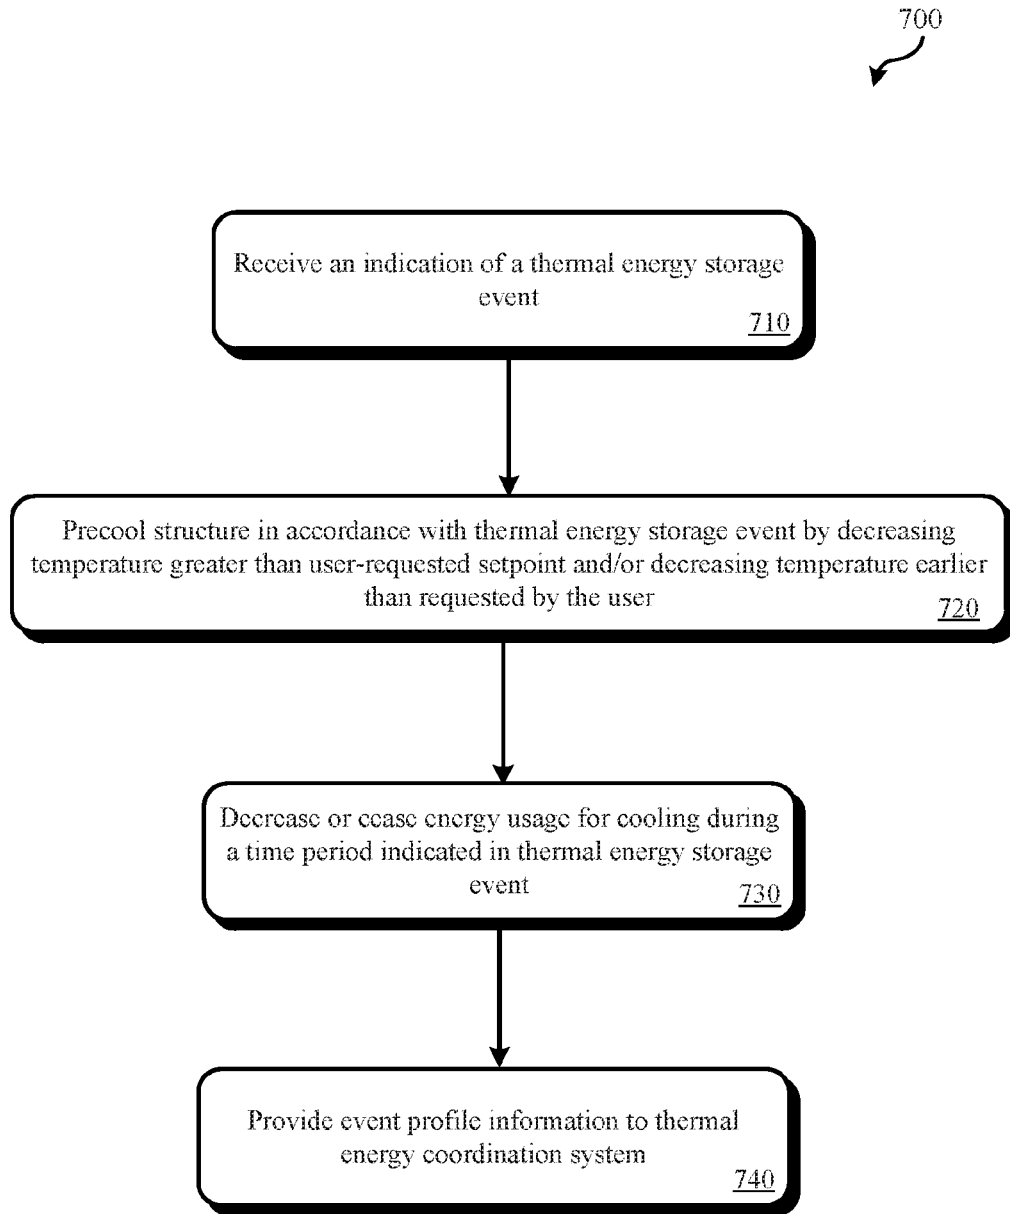 700
Receive an indication of a thermal energy storage
event
710
Precool structure in accordance with thermal energy storage event by decreasing
temperature greater than user-requested setpoint and/or decreasing temperature earlier
than requested by the user
720
Decrease or cease energy usage for cooling during
a time period indicated in thermal energy storage
event
730
Provide event profile information to thermal
energy coordination system
740